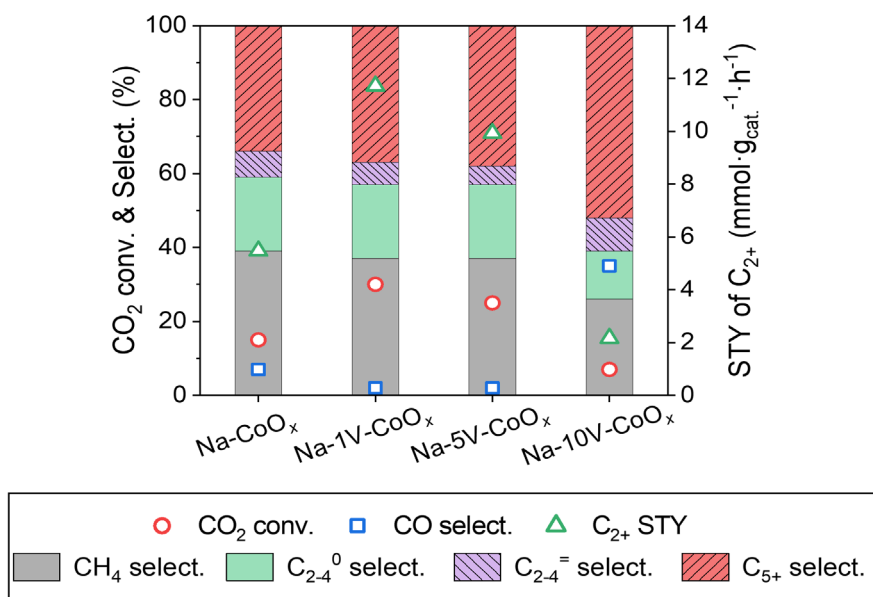 CO₂ conv. & Select. (%)
100
80
60
40
20
0
14
12
10
8
6
4
2
0
STY of C₂₊ (mmol·g_cat.⁻¹·h⁻¹)
Na-CoOₓ
Na-1V-CoOₓ
Na-5V-CoOₓ
Na-10V-CoOₓ
CO₂ conv. CO select. C₂₊ STY
CH₄ select. C₂₋₄⁰ select. C₂₋₄⁼ select. C₅₊ select.